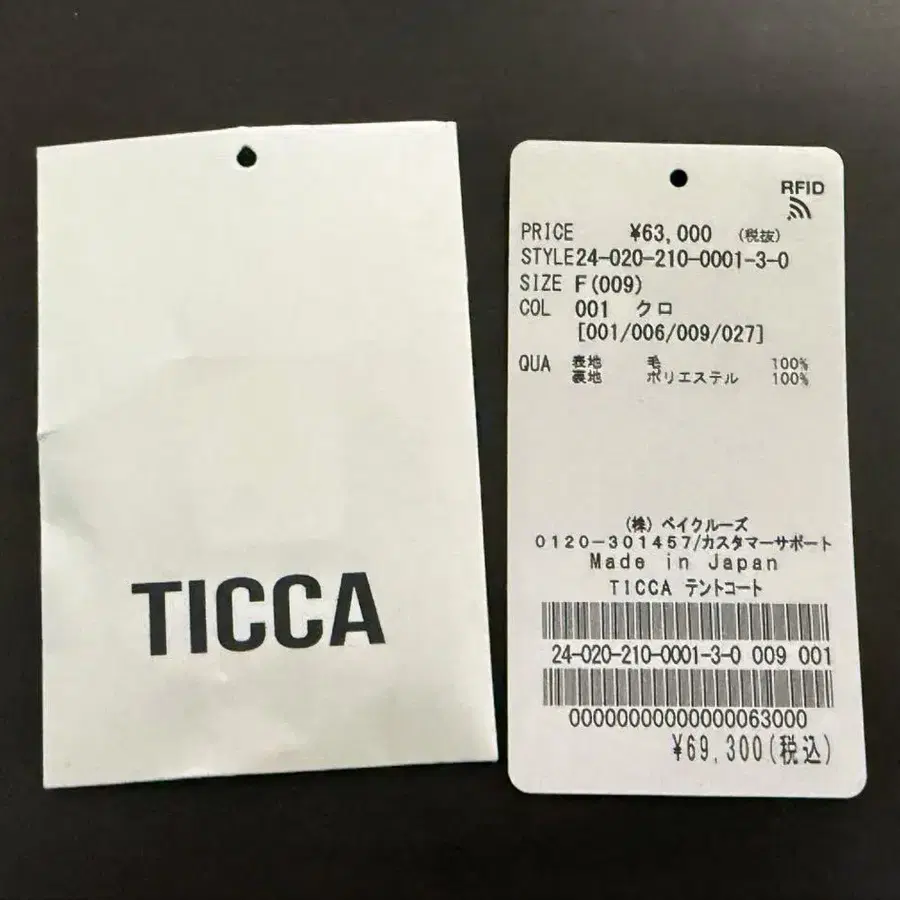 TICCA
RFID
PRICE ¥63,000 (税抜)
STYLE24-020-210-0001-3-0
SIZE F(009)
COL 001 クロ
[001/006/009/027]
QUA 表地 毛 100%
裏地 ポリエステル 100%
(株) ベイクルーズ
0120-301457/カスタマーサポート
Made in Japan
TICCA テントコート
24-020-210-0001-3-0 009 001
00000000000000063000
¥69,300(税込)